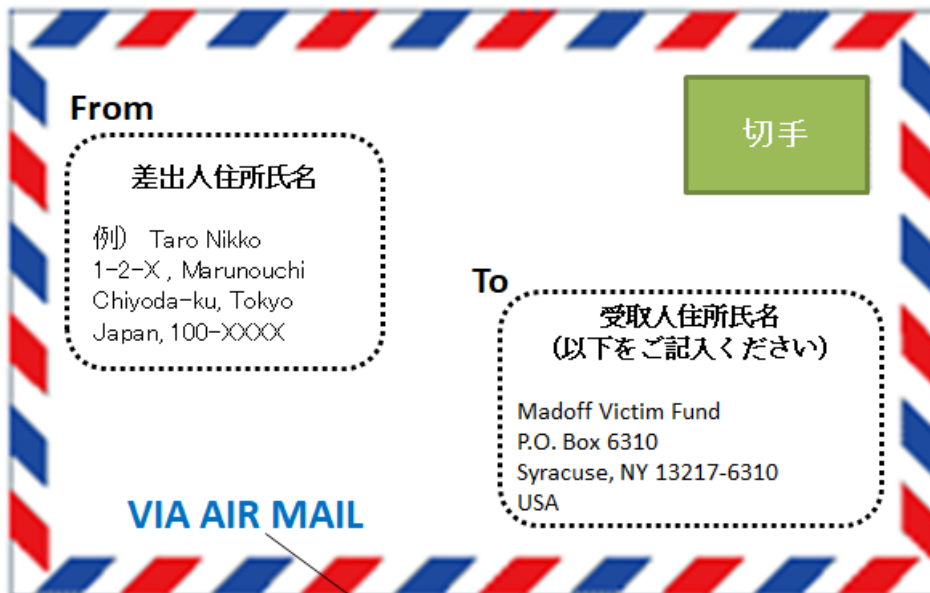 From
切手
差出人住所氏名
例） Taro Nikko
1-2-X , Marunouchi
Chiyoda-ku, Tokyo
Japan, 100-XXXX
To
受取人住所氏名
（以下をご記入ください）
Madoff Victim Fund
P.O. Box 6310
Syracuse, NY 13217-6310
USA
VIA AIR MAIL